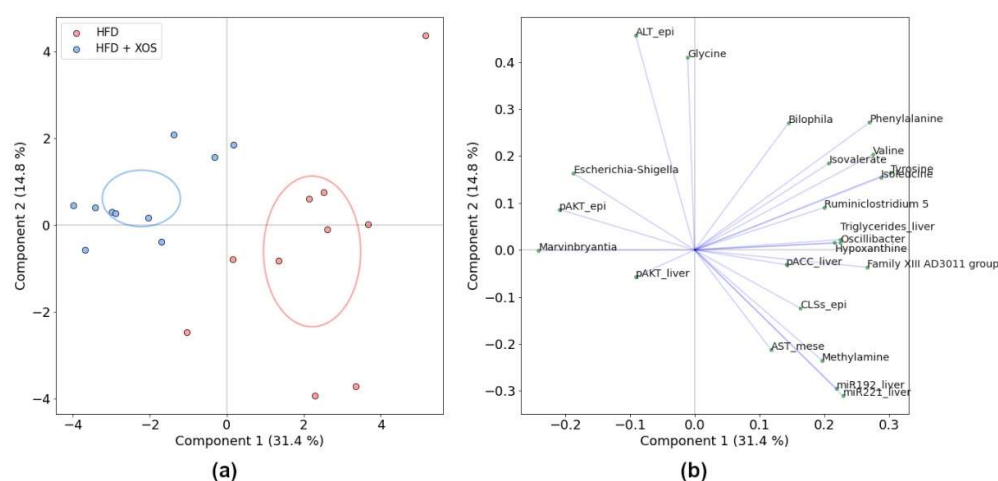 HFD
HFD + XOS
4
2
0
−2
−4
Component 2 (14.8 %)
−4
−2
0
2
4
Component 1 (31.4 %)
(a)
0.4
0.3
0.2
0.1
0.0
−0.1
−0.2
−0.3
Component 2 (14.8 %)
ALT_epi
Glycine
Bilophila
Phenylalanine
Valine
Isovalerate
Tyrosine
Isoleucine
Escherichia-Shigella
Ruminiclostridium 5
pAKT_epi
Triglycerides_liver
Oscillibacter
Hypoxanthine
Marvinbryantia
Family XIII AD3011 group
pACC_liver
pAKT_liver
CLSs_epi
AST_mese
Methylamine
miR192_liver
miR221_liver
−0.2
−0.1
0.0
0.1
0.2
0.3
Component 1 (31.4 %)
(b)